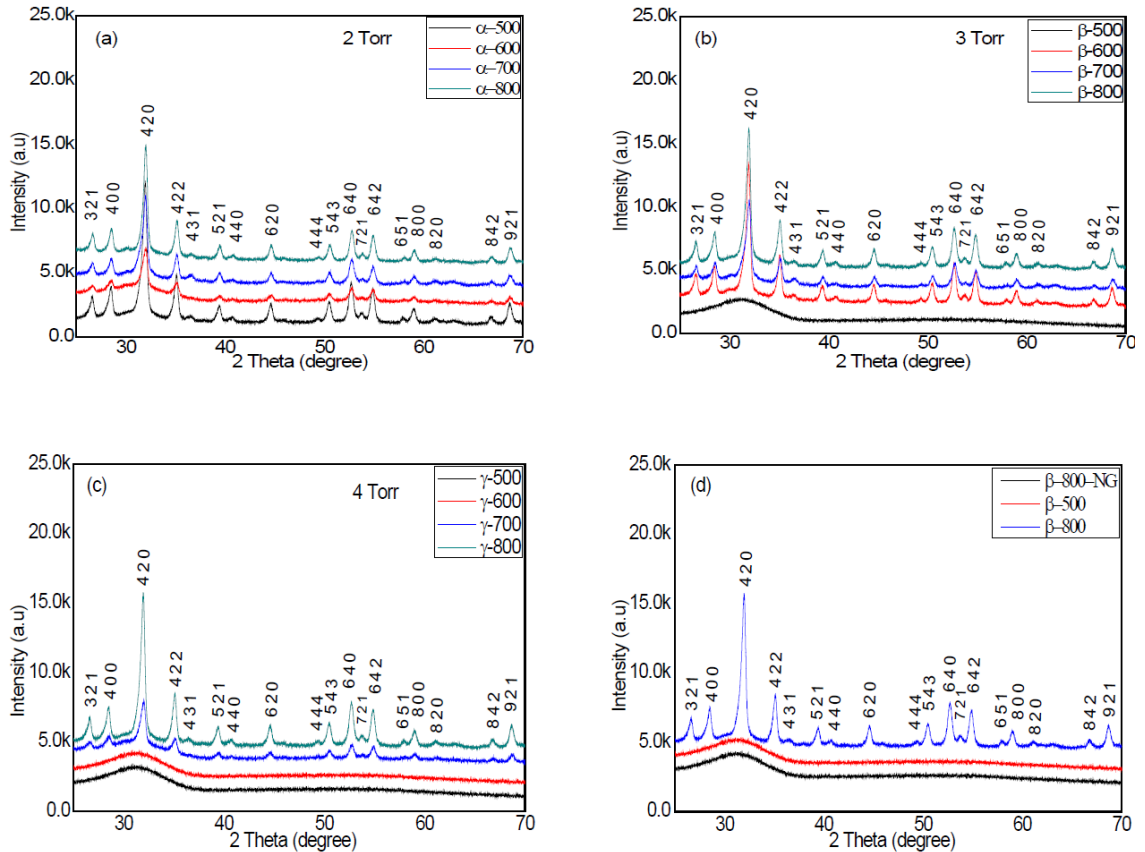 25.0k
(a)
2 Torr
α–500
α–600
α–700
α–800
20.0k
15.0k
10.0k
5.0k
0.0
Intensity (a.u)
321
400
420
422
431
521
440
620
444
543
640
721
642
651
800
820
842
921
30 40 50 60 70
2 Theta (degree)
25.0k
(b)
3 Torr
β-500
β-600
β-700
β-800
20.0k
15.0k
10.0k
5.0k
0.0
Intensity (a.u)
321
400
420
422
431
521
440
620
444
543
640
721
642
651
800
820
842
921
30 40 50 60 70
2 Theta (degree)
25.0k
(c)
4 Torr
γ-500
γ-600
γ-700
γ-800
20.0k
15.0k
10.0k
5.0k
0.0
Intensity (a.u)
321
400
420
422
431
521
440
620
444
543
640
721
642
651
800
820
842
921
30 40 50 60 70
2 Theta (degree)
25.0k
(d)
β–800–NG
β–500
β–800
20.0k
15.0k
10.0k
5.0k
0.0
Intensity (a.u)
321
400
420
422
431
521
440
620
444
543
640
721
642
651
800
820
842
921
30 40 50 60 70
2 Theta (degree)